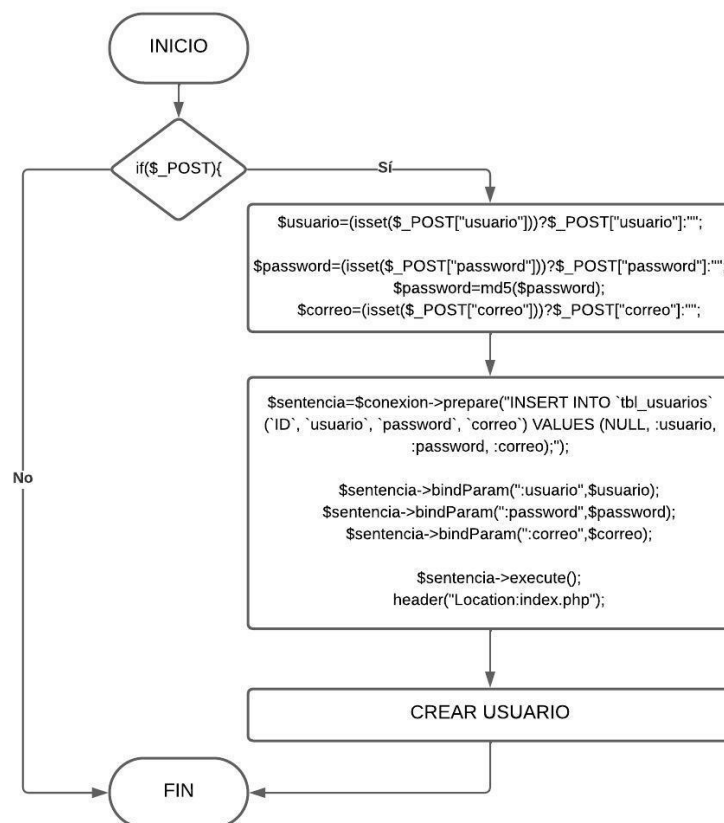 INICIO
if($_POST){
Sí
$usuario=(isset($_POST["usuario"]))?$_POST["usuario"]:"";
$password=(isset($_POST["password"]))?$_POST["password"]:"";
$password=md5($password);
$correo=(isset($_POST["correo"]))?$_POST["correo"]:"";
$sentencia=$conexion->prepare("INSERT INTO `tbl_usuarios`
(`ID`, `usuario`, `password`, `correo`) VALUES (NULL, :usuario,
:password, :correo);");
No
$sentencia->bindParam(":usuario",$usuario);
$sentencia->bindParam(":password",$password);
$sentencia->bindParam(":correo",$correo);
$sentencia->execute();
header("Location:index.php");
CREAR USUARIO
FIN